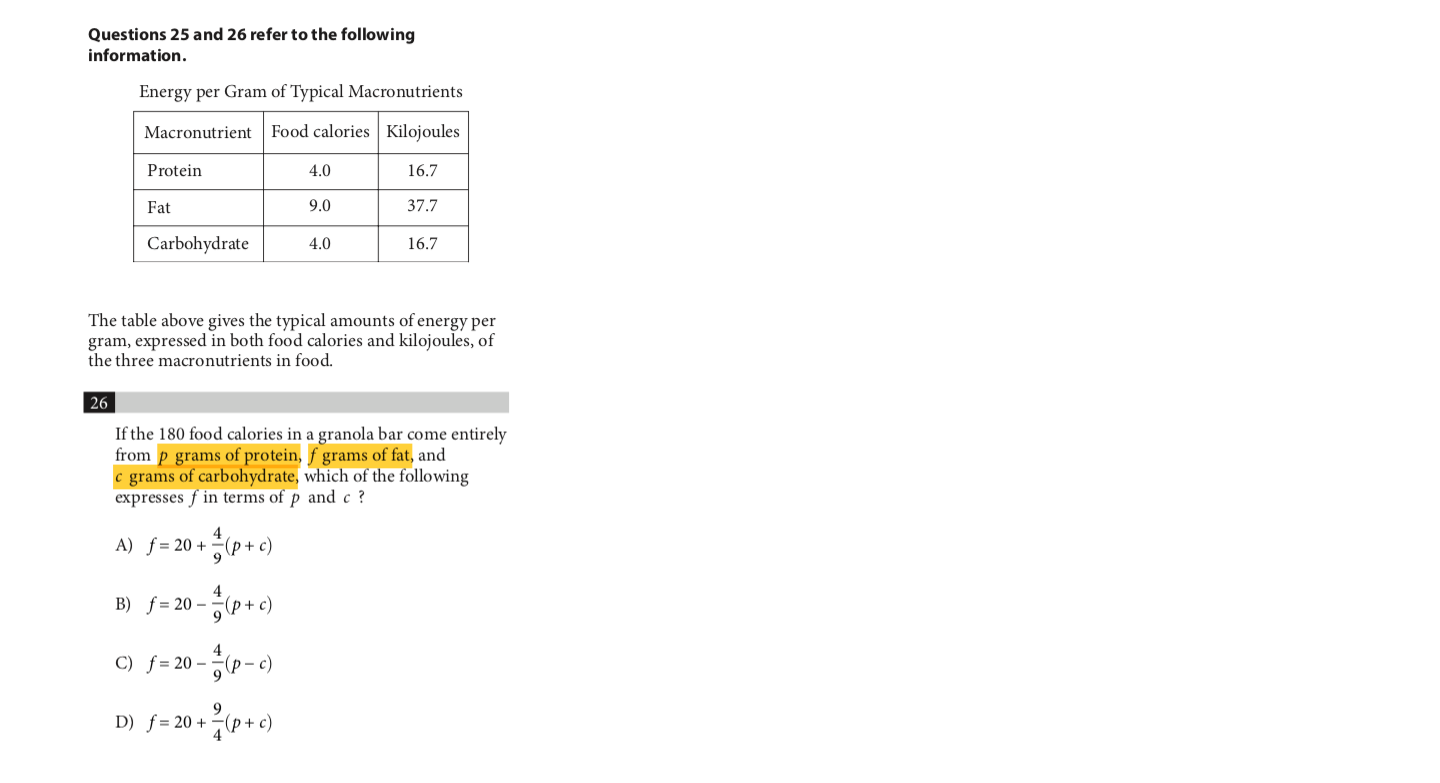 Questions 25 and 26 refer to the following
information.
Energy per Gram of Typical Macronutrients
Macronutrient Food calories Kilojoules
Protein 4.0 16.7
Fat 9.0 37.7
Carbohydrate 4.0 16.7
The table above gives the typical amounts of energy per
gram, expressed in both food calories and kilojoules, of
the three macronutrients in food.
26
If the 180 food calories in a granola bar come entirely
from p grams of protein, f grams of fat, and
c grams of carbohydrate, which of the following
expresses f in terms of p and c ?
A) f = 20 + 4/9(p + c)
B) f = 20 − 4/9(p + c)
C) f = 20 − 4/9(p − c)
D) f = 20 + 9/4(p + c)